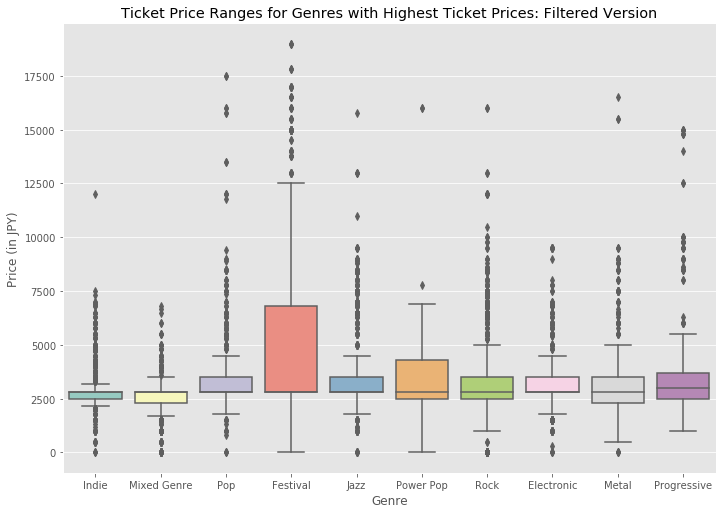 Ticket Price Ranges for Genres with Highest Ticket Prices: Filtered Version
17500
15000
12500
10000
7500
5000
2500
0
Price (in JPY)
Indie Mixed Genre Pop Festival Jazz Power Pop Rock Electronic Metal Progressive
Genre